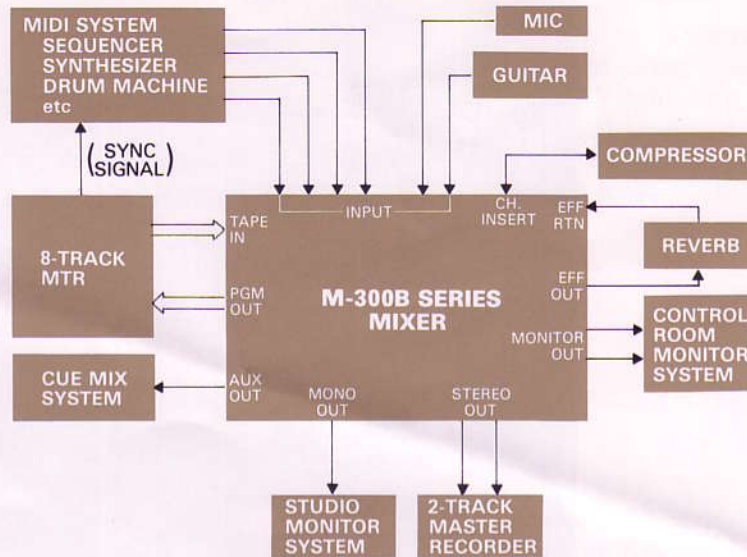 MIDI SYSTEM
SEQUENCER
SYNTHESIZER
DRUM MACHINE
etc
MIC
GUITAR
(SYNC
SIGNAL)
COMPRESSOR
8-TRACK
MTR
TAPE
IN
INPUT
CH.
INSERT
EFF
RTN
REVERB
PGM
OUT
M-300B SERIES
MIXER
EFF
OUT
MONITOR
OUT
CONTROL
ROOM
MONITOR
SYSTEM
CUE MIX
SYSTEM
AUX
OUT
MONO
OUT
STEREO
OUT
STUDIO
MONITOR
SYSTEM
2-TRACK
MASTER
RECORDER